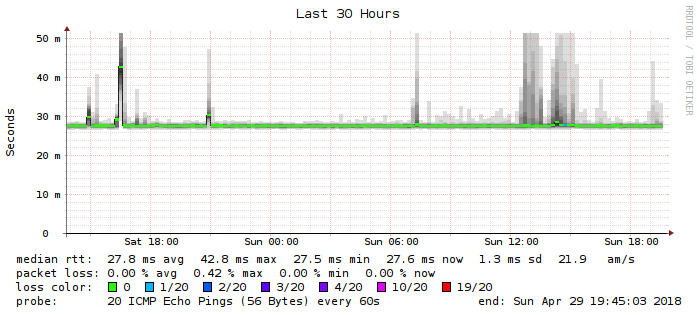 Last 30 Hours
RRDTOOL / TOBI OETIKER
Seconds
50 m
40 m
30 m
20 m
10 m
0
Sat 18:00 Sun 00:00 Sun 06:00 Sun 12:00 Sun 18:00
median rtt: 27.8 ms avg 42.8 ms max 27.5 ms min 27.6 ms now 1.3 ms sd 21.9 am/s
packet loss: 0.00 % avg 0.42 % max 0.00 % min 0.00 % now
loss color: 0 1/20 2/20 3/20 4/20 10/20 19/20
probe: 20 ICMP Echo Pings (56 Bytes) every 60s end: Sun Apr 29 19:45:03 2018